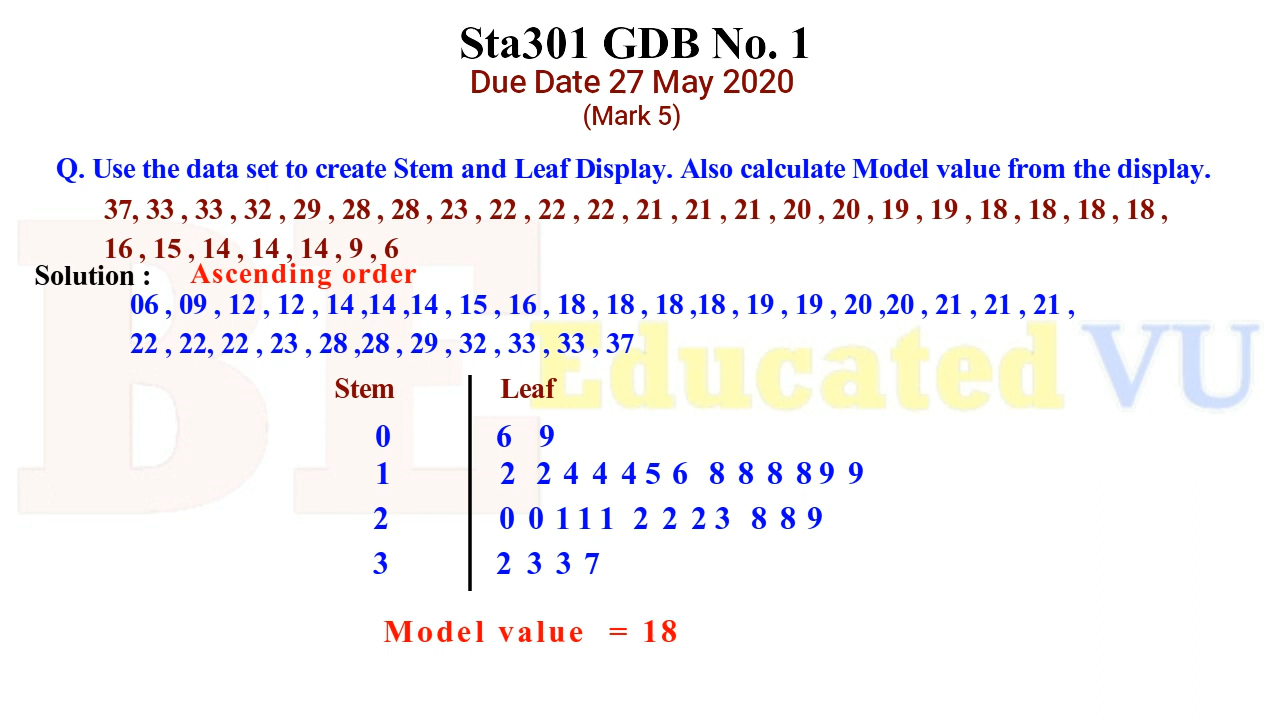 Sta301 GDB No. 1
Due Date 27 May 2020
(Mark 5)
Q. Use the data set to create Stem and Leaf Display. Also calculate Model value from the display.
37, 33 , 33 , 32 , 29 , 28 , 28 , 23 , 22 , 22 , 22 , 21 , 21 , 21 , 20 , 20 , 19 , 19 , 18 , 18 , 18 , 18 ,
16 , 15 , 14 , 14 , 14 , 9 , 6
Solution : Ascending order
06 , 09 , 12 , 12 , 14 ,14 ,14 , 15 , 16 , 18 , 18 , 18 ,18 , 19 , 19 , 20 ,20 , 21 , 21 , 21 ,
22 , 22, 22 , 23 , 28 ,28 , 29 , 32 , 33 , 33 , 37
BE Educated VU
Stem Leaf
0 6 9
1 2 2 4 4 4 5 6 8 8 8 8 9 9
2 0 0 1 1 1 2 2 2 3 8 8 9
3 2 3 3 7
Model value = 18